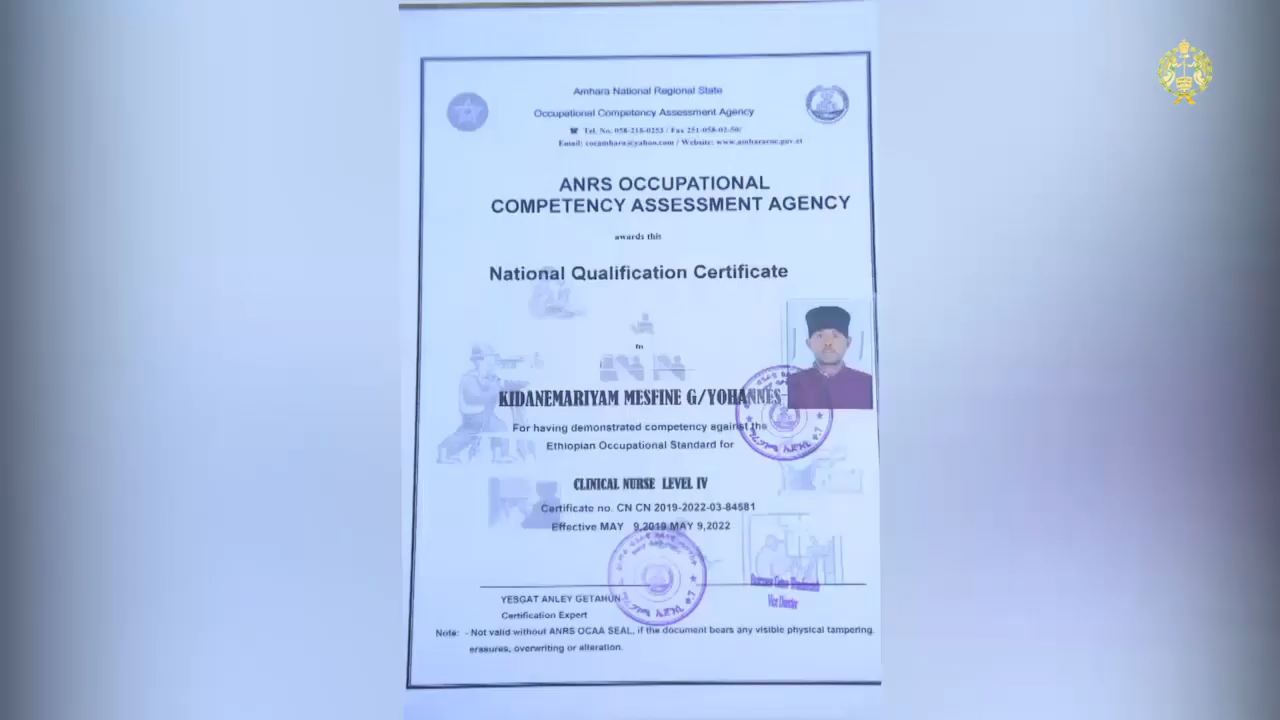 Amhara National Regional State
Occupational Competency Assessment Agency
☎ Tel. No. 058-218-0253 / Fax 251-058-02-50/
Email: cocamhara@yahoo.com / Website: www.amhararoc.gov.et
ANRS OCCUPATIONAL
COMPETENCY ASSESSMENT AGENCY
awards this
National Qualification Certificate
to
KIDANEMARIYAM MESFINE G/YOHANNES
For having demonstrated competency against the
Ethiopian Occupational Standard for
CLINICAL NURSE LEVEL IV
Certificate no. CN CN 2019-2022-03-84581
Effective MAY 9,2019 MAY 9,2022
YESGAT ANLEY GETAHUN
Certification Expert
Vice Director
Note: - Not valid without ANRS OCAA SEAL, if the document bears any visible physical tampering,
erasures, overwriting or alteration.